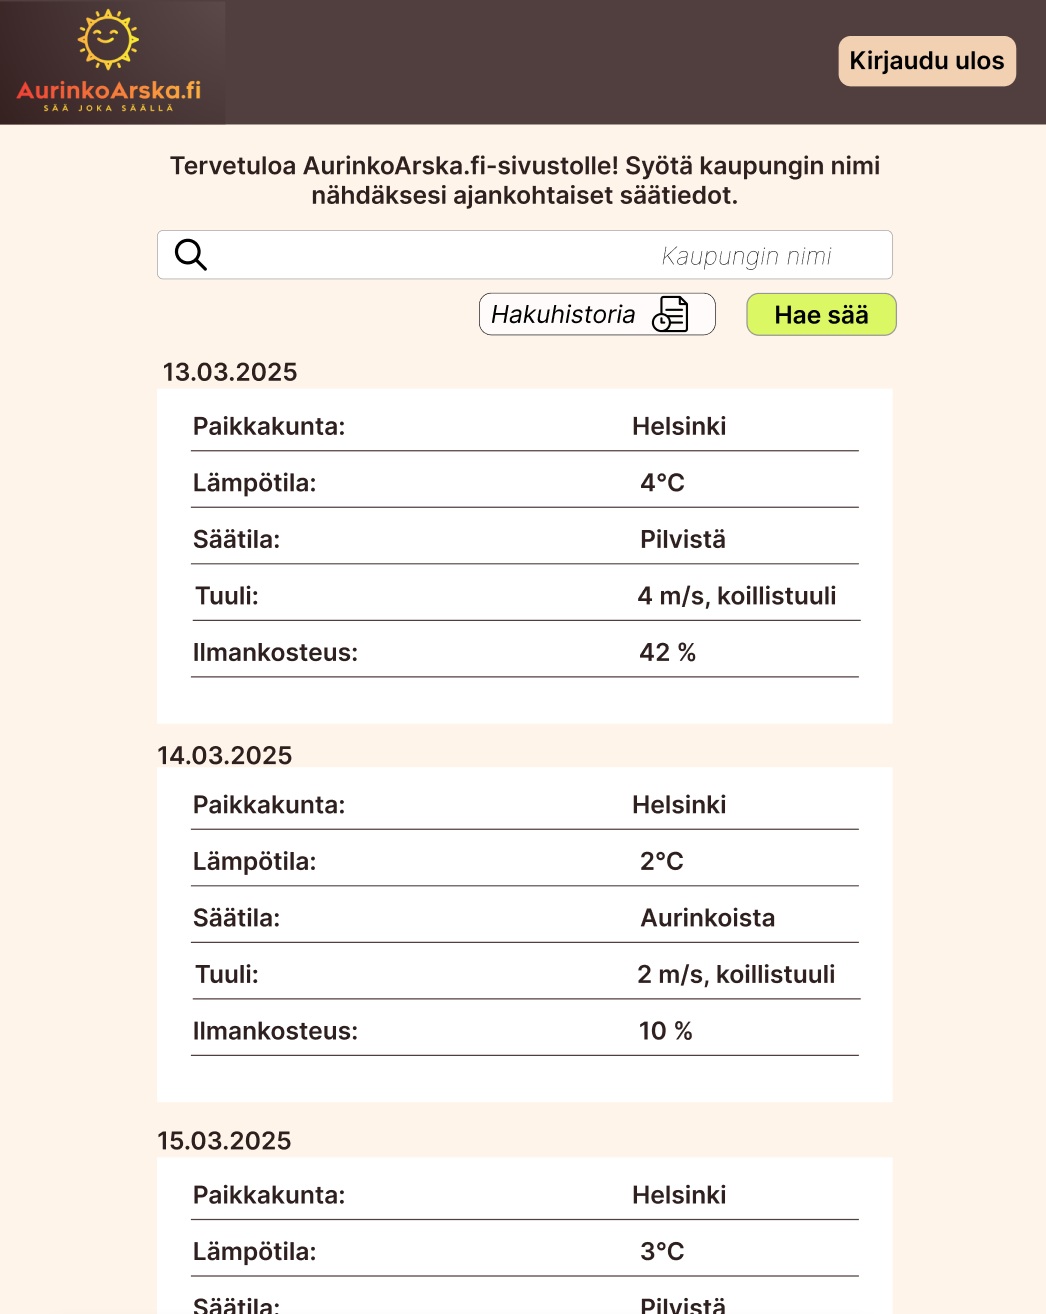 AurinkoArska.fi
SÄÄ JOKA SÄÄLLÄ
Kirjaudu ulos
Tervetuloa AurinkoArska.fi-sivustolle! Syötä kaupungin nimi
nähdäksesi ajankohtaiset säätiedot.
Kaupungin nimi
Hakuhistoria
Hae sää
13.03.2025
Paikkakunta: Helsinki
Lämpötila: 4°C
Säätila: Pilvistä
Tuuli: 4 m/s, koillistuuli
Ilmankosteus: 42 %
14.03.2025
Paikkakunta: Helsinki
Lämpötila: 2°C
Säätila: Aurinkoista
Tuuli: 2 m/s, koillistuuli
Ilmankosteus: 10 %
15.03.2025
Paikkakunta: Helsinki
Lämpötila: 3°C
Säätila: Pilvistä